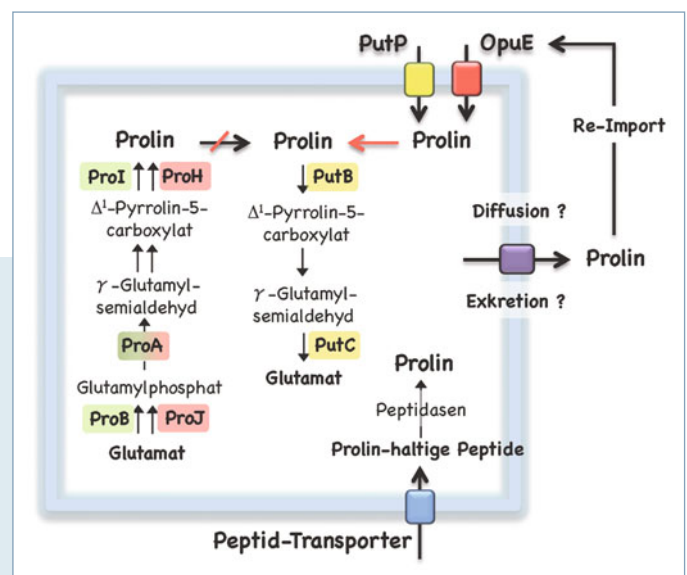 PutP
OpuE
Re-Import
Prolin
Prolin
Prolin
ProI
ProH
PutB
Δ¹-Pyrrolin-5-
carboxylat
Δ¹-Pyrrolin-5-
carboxylat
Diffusion ?
Prolin
γ-Glutamyl-
semialdehyd
γ-Glutamyl-
semialdehyd
Exkretion ?
ProA
PutC
Glutamylphosphat
Glutamat
Prolin
ProB
ProJ
Peptidasen
Glutamat
Prolin-haltige Peptide
Peptid-Transporter